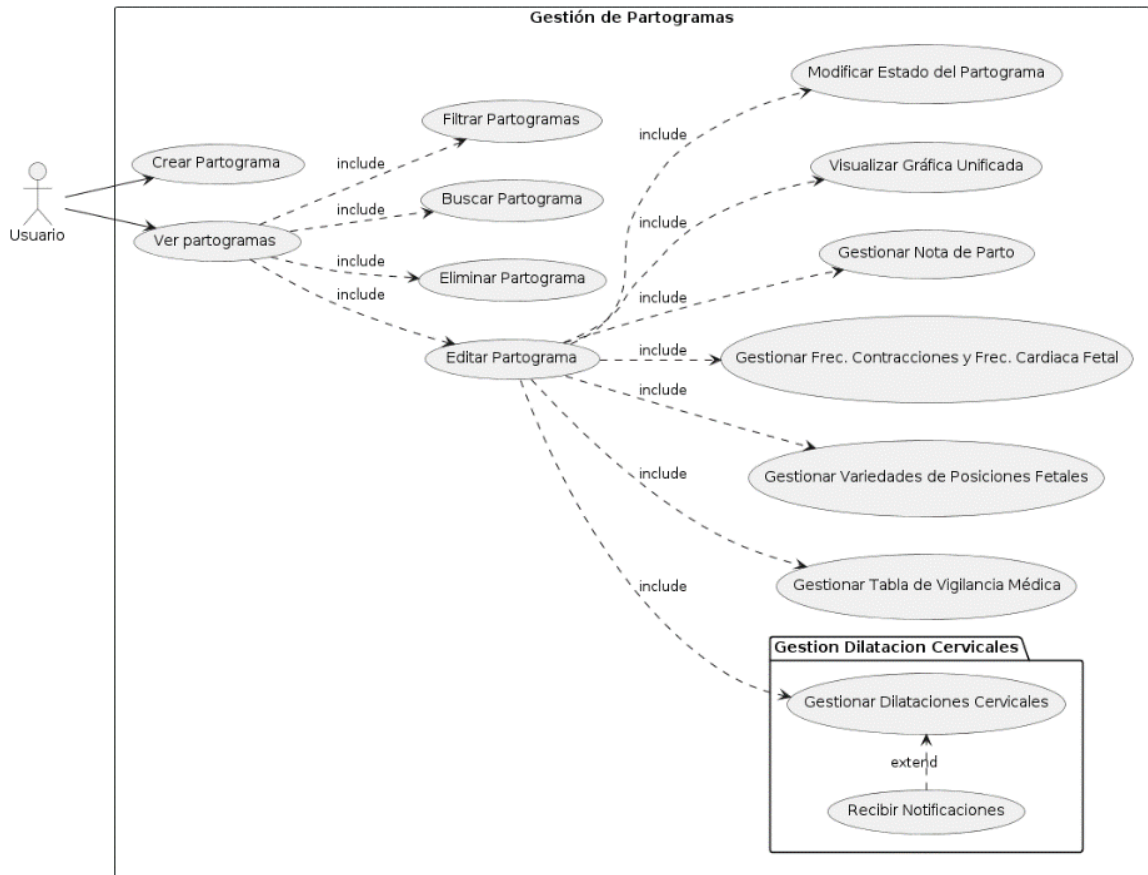 Gestión de Partogramas
Modificar Estado del Partograma
Filtrar Partogramas
include
Crear Partograma
include
Visualizar Gráfica Unificada
Buscar Partograma
include
include
Usuario
Ver partogramas
Gestionar Nota de Parto
include
Eliminar Partograma
include
include
Editar Partograma
include
Gestionar Frec. Contracciones y Frec. Cardiaca Fetal
include
Gestionar Variedades de Posiciones Fetales
include
Gestionar Tabla de Vigilancia Médica
include
Gestion Dilatacion Cervicales
Gestionar Dilataciones Cervicales
extend
Recibir Notificaciones